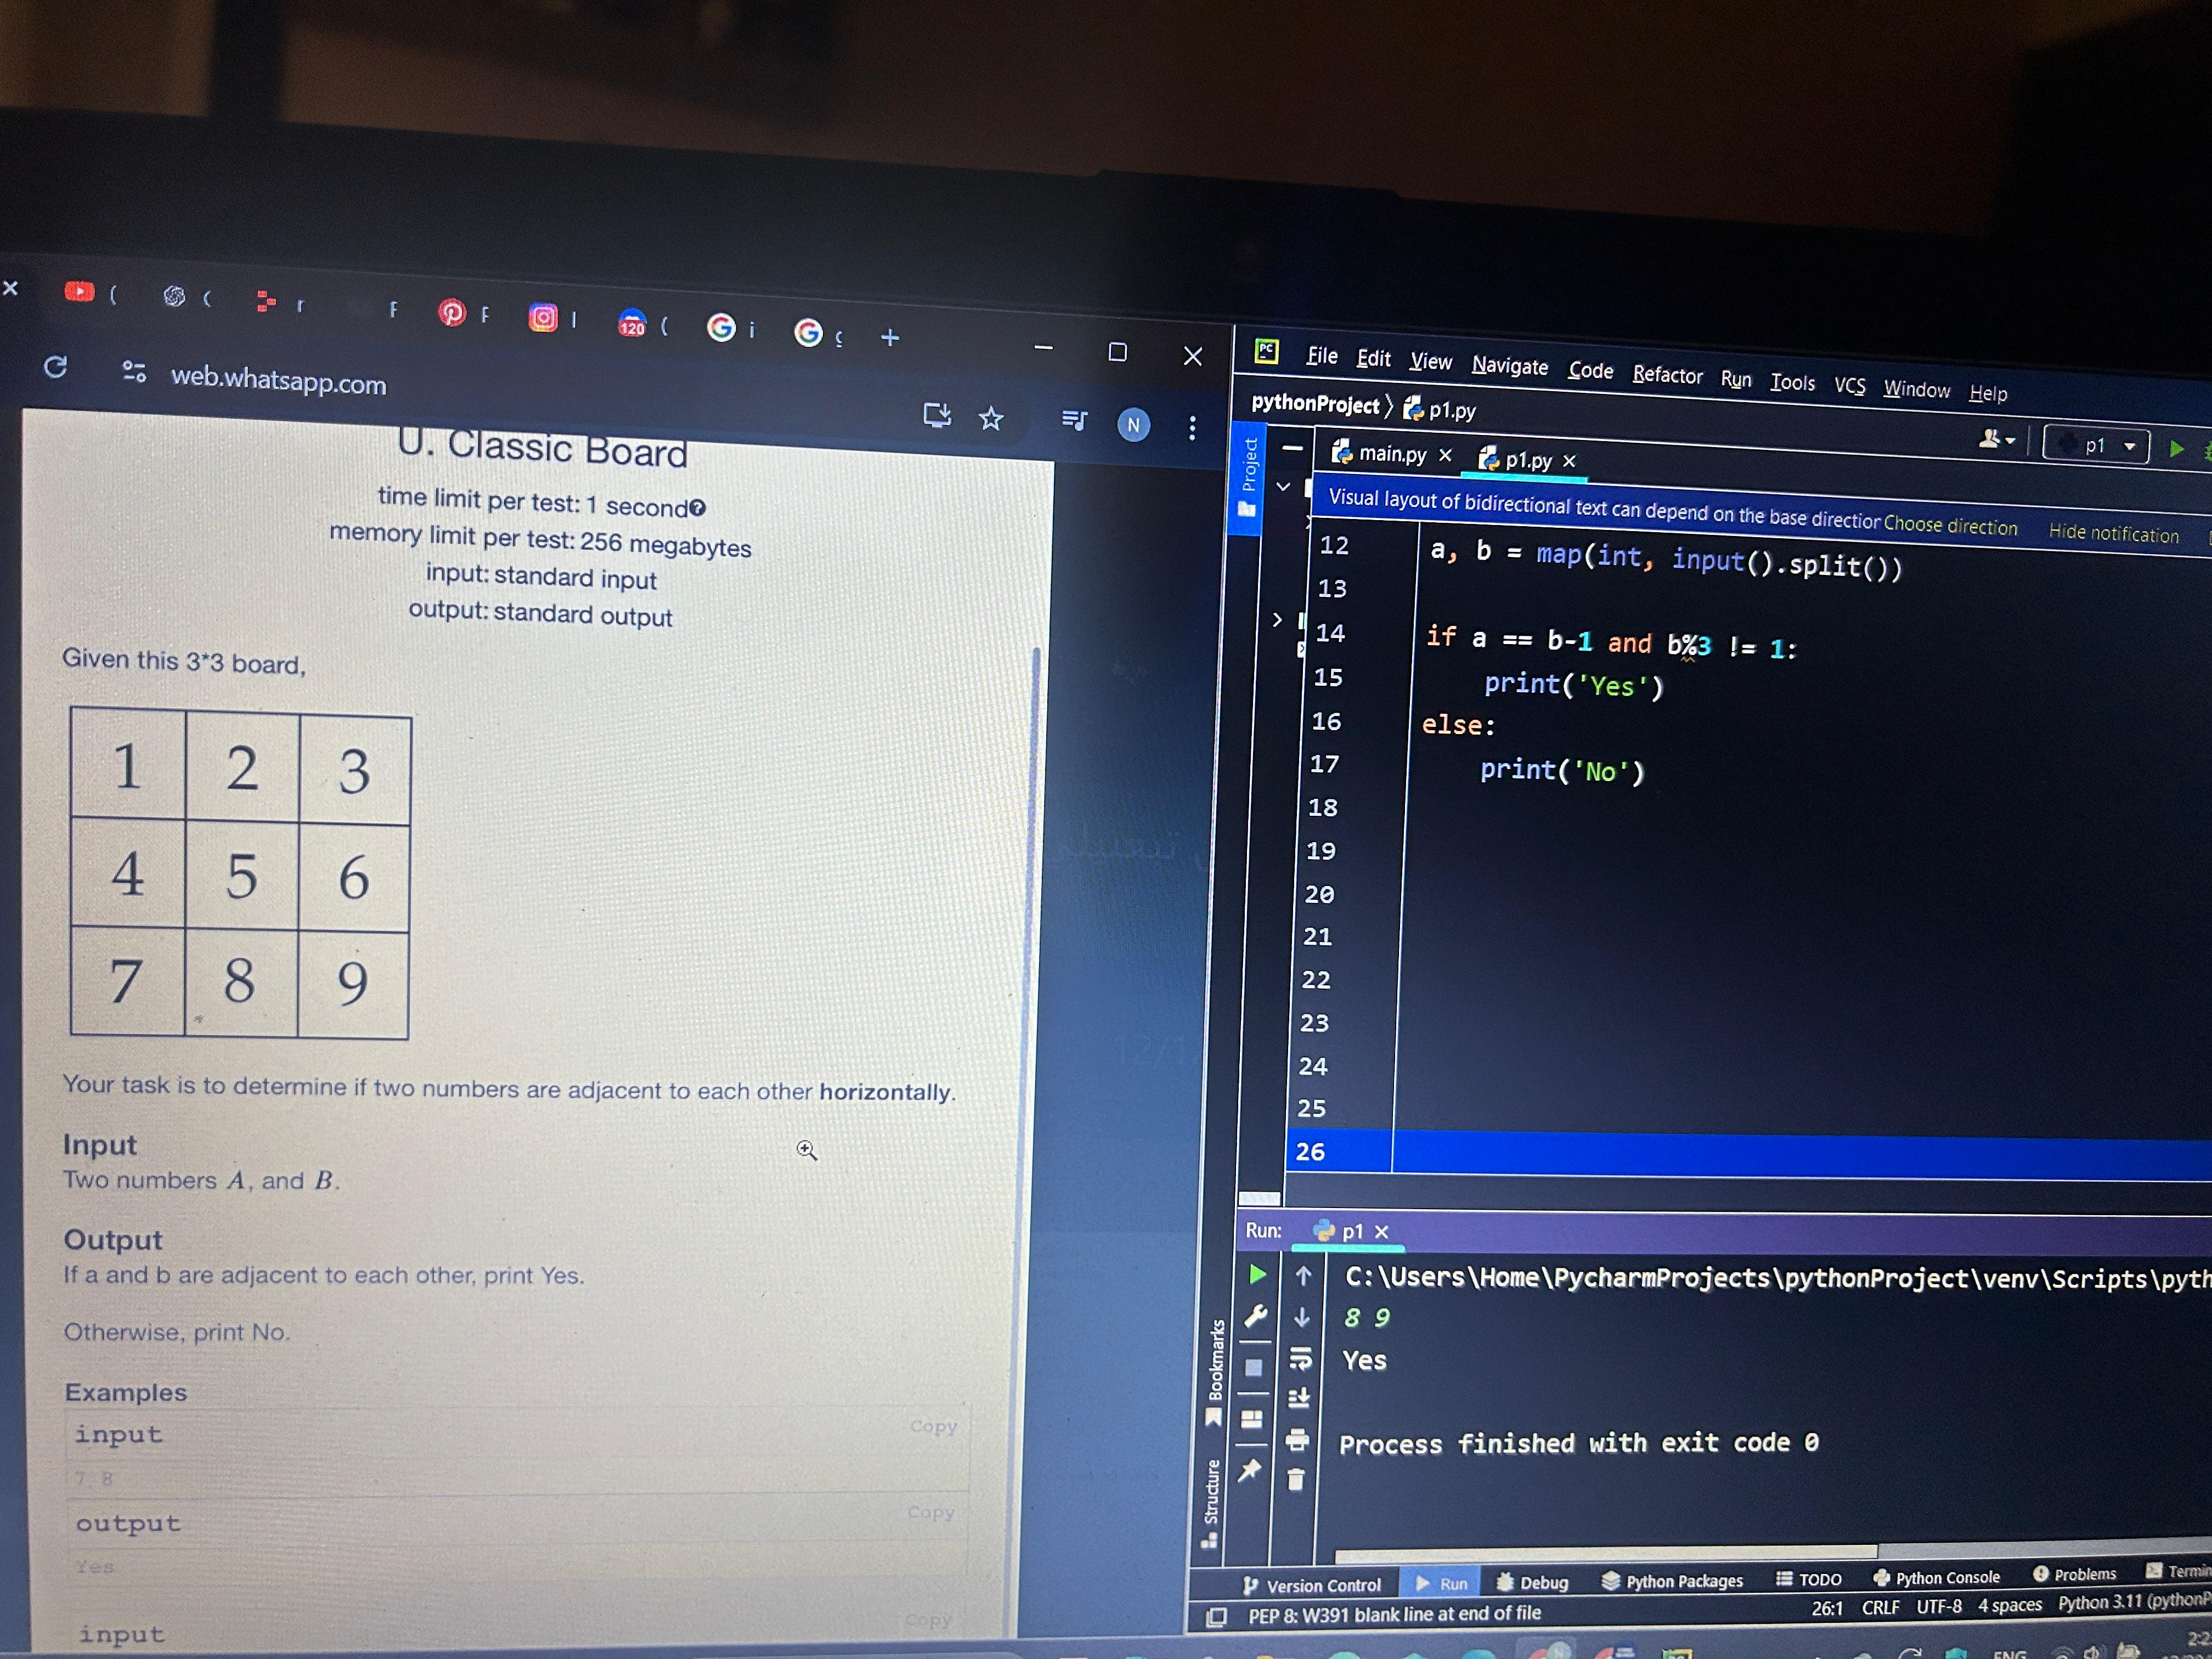 web.whatsapp.com
N
120
U. Classic Board
time limit per test: 1 second
memory limit per test: 256 megabytes
input: standard input
output: standard output
Given this 3*3 board,
1 2 3
4 5 6
7 8 9
Your task is to determine if two numbers are adjacent to each other horizontally.
Input
Two numbers A, and B.
Output
If a and b are adjacent to each other, print Yes.
Otherwise, print No.
Examples
input
Copy
7 8
output
Copy
Yes
input
Copy
PC
File Edit View Navigate Code Refactor Run Tools VCS Window Help
pythonProject p1.py
p1
Project
main.py × p1.py ×
Visual layout of bidirectional text can depend on the base direction Choose direction Hide notification
12 a, b = map(int, input().split())
13
14 if a == b-1 and b%3 != 1:
15 print('Yes')
16 else:
17 print('No')
18
19
20
21
22
23
24
25
26
Run: p1 ×
C:\Users\Home\PycharmProjects\pythonProject\venv\Scripts\pyth
8 9
Yes
Process finished with exit code 0
Bookmarks
Structure
Version Control Run Debug Python Packages TODO Python Console Problems Termin
PEP 8: W391 blank line at end of file
26:1 CRLF UTF-8 4 spaces Python 3.11 (pythonP
ENG